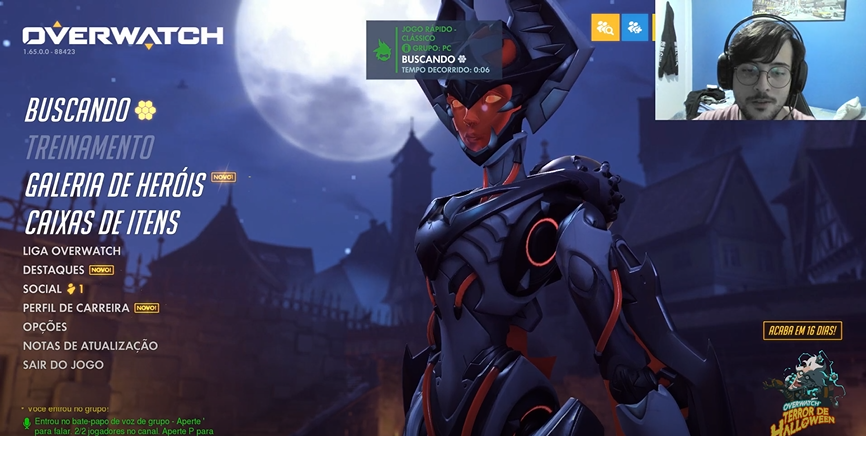 OVERWATCH
1.65.0.0 - 88423
JOGO RÁPIDO -
CLÁSSICO
GRUPO: PC
BUSCANDO
TEMPO DECORRIDO: 0:06
BUSCANDO
TREINAMENTO
GALERIA DE HERÓIS NOVO!
CAIXAS DE ITENS
LIGA OVERWATCH
DESTAQUES NOVO!
SOCIAL 1
PERFIL DE CARREIRA NOVO!
OPÇÕES
NOTAS DE ATUALIZAÇÃO
SAIR DO JOGO
Você entrou no grupo!
Entrou no bate-papo de voz de grupo - Aperte '
para falar. 2/2 jogadores no canal. Aperte P para
ACABA EM 16 DIAS!
OVERWATCH
TERROR DE
HALLOWEEN